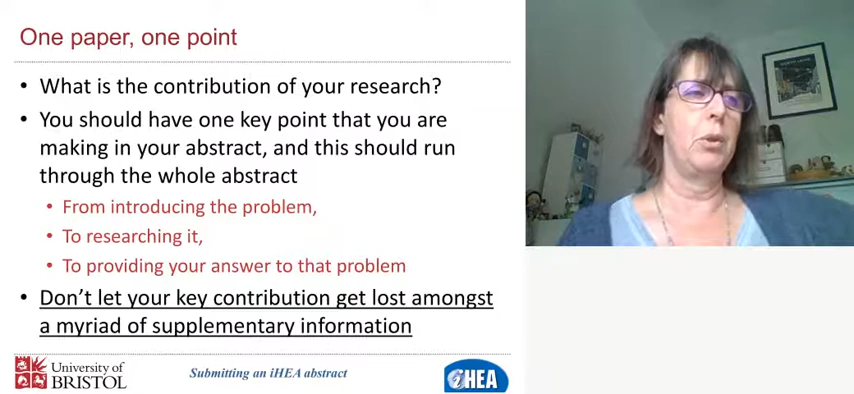 One paper, one point
• What is the contribution of your research?
• You should have one key point that you are
making in your abstract, and this should run
through the whole abstract
• From introducing the problem,
• To researching it,
• To providing your answer to that problem
• Don't let your key contribution get lost amongst
a myriad of supplementary information
University of
BRISTOL
Submitting an iHEA abstract
iHEA